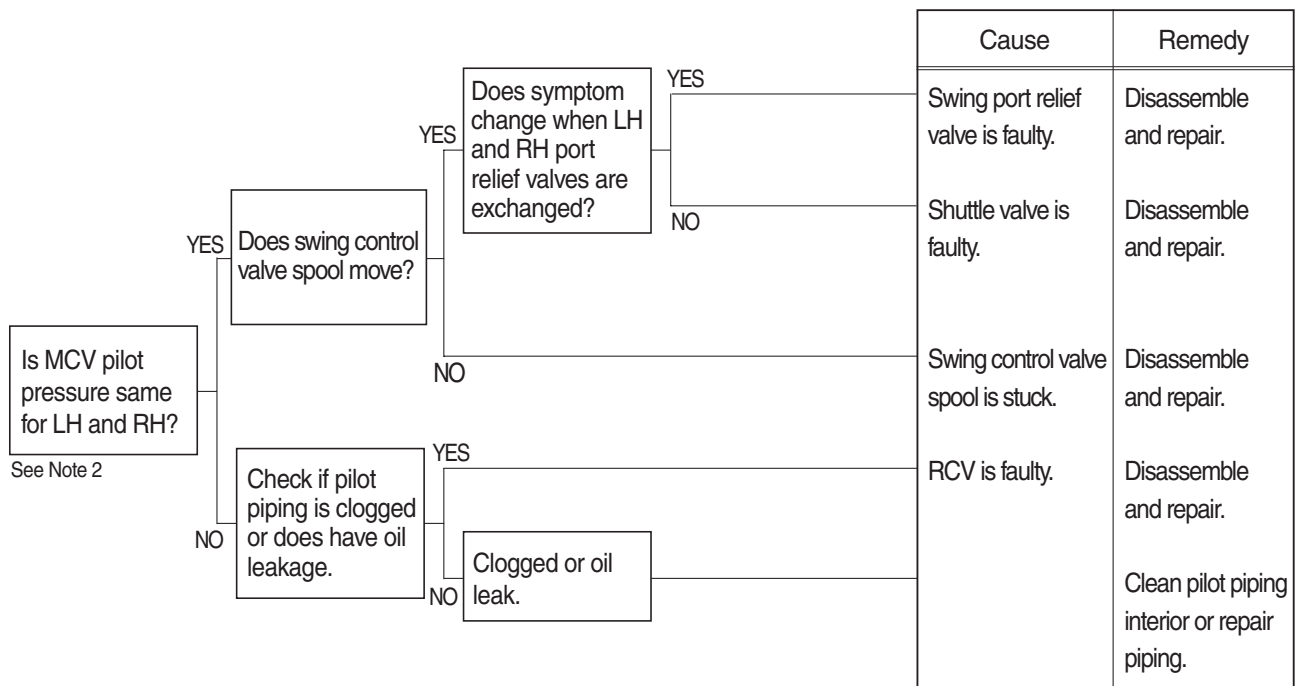 Cause
Remedy
YES
Does symptom
change when LH
and RH port
relief valves are
exchanged?
YES
NO
Swing port relief
valve is faulty.
Disassemble
and repair.
Shuttle valve is
faulty.
Disassemble
and repair.
YES
Does swing control
valve spool move?
NO
Swing control valve
spool is stuck.
Disassemble
and repair.
Is MCV pilot
pressure same
for LH and RH?
See Note 2
NO
Check if pilot
piping is clogged
or does have oil
leakage.
YES
RCV is faulty.
Disassemble
and repair.
NO
Clogged or oil
leak.
Clean pilot piping
interior or repair
piping.